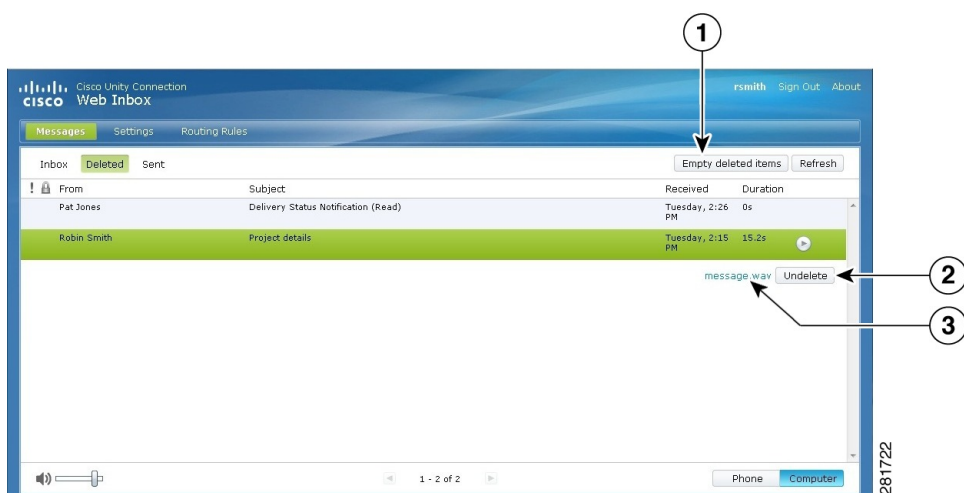 1
Cisco Unity Connection
CISCO Web Inbox
rsmith Sign Out About
Messages Settings Routing Rules
Inbox Deleted Sent
Empty deleted items Refresh
! From Subject Received Duration
Pat Jones Delivery Status Notification (Read) Tuesday, 2:26 PM 0s
Robin Smith Project details Tuesday, 2:15 PM 15.2s
message.wav Undelete
2
3
1 - 2 of 2
Phone Computer
281722